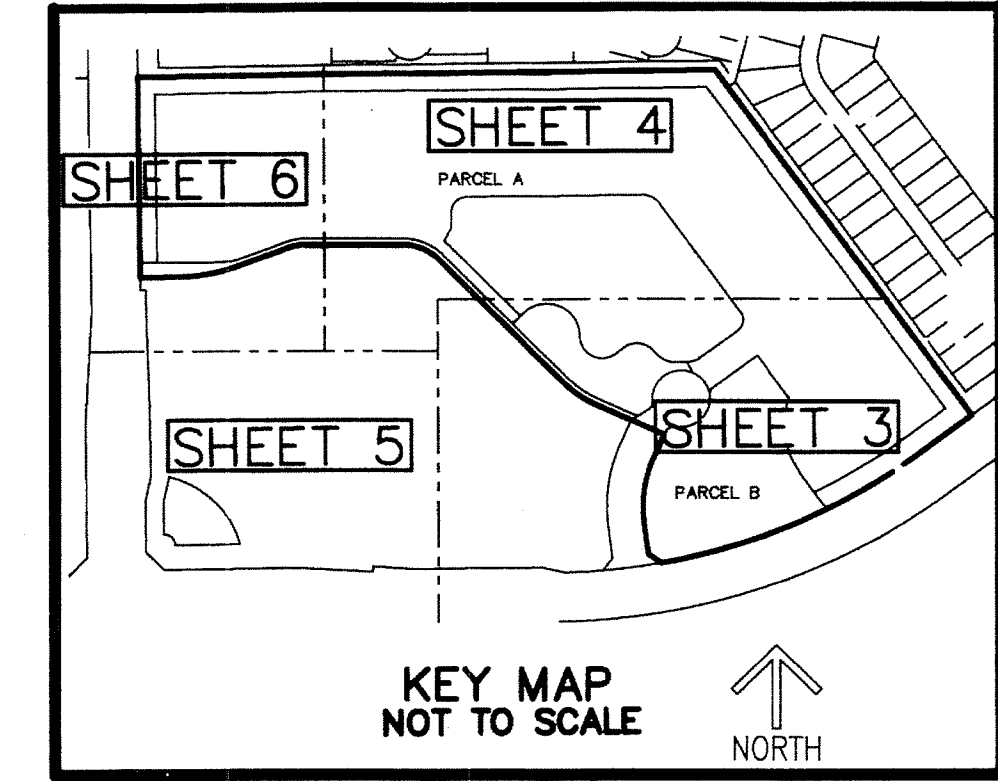 SHEET 4
SHEET 6
PARCEL A
SHEET 3
SHEET 5
PARCEL B
KEY MAP
NOT TO SCALE
NORTH